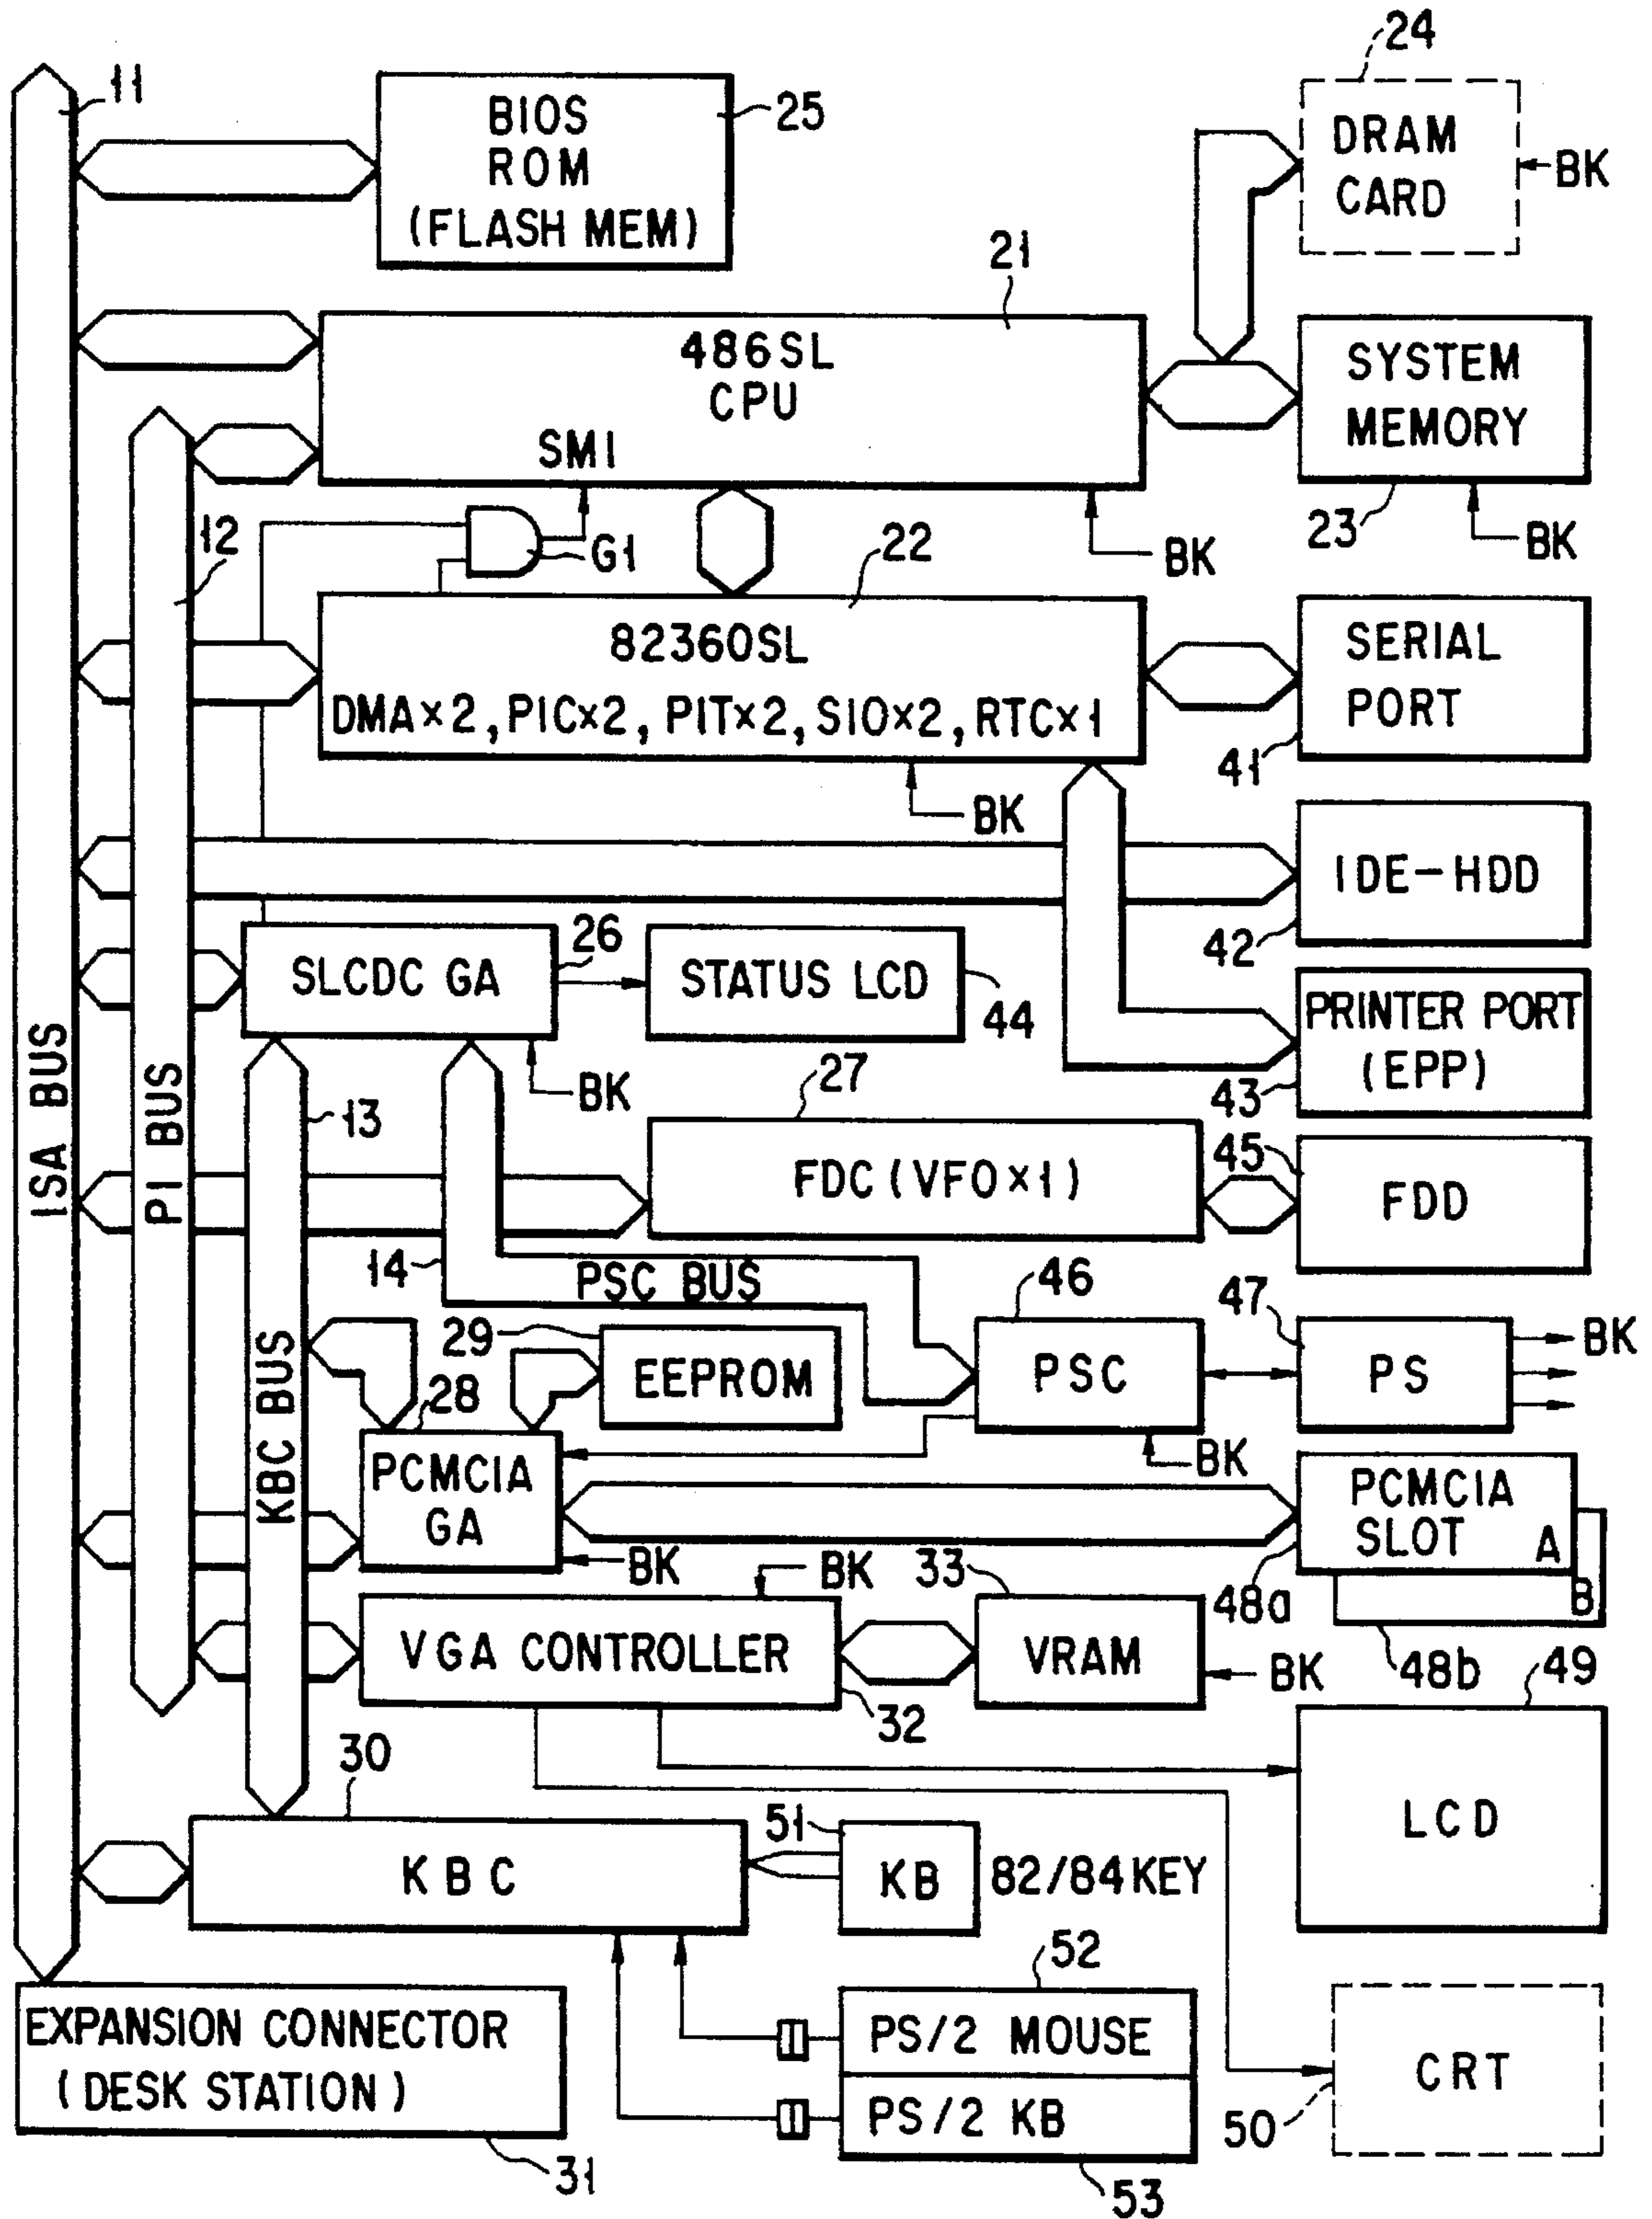 24
11
BIOS
ROM
(FLASH MEM)
25
DRAM
CARD
BK
21
486SL
CPU
SMI
SYSTEM
MEMORY
12
G1
BK
23
BK
22
82360SL
DMA×2, PIC×2, PIT×2, SIO×2, RTC×1
SERIAL
PORT
41
BK
IDE-HDD
42
SLCDC GA
26
STATUS LCD
44
PRINTER PORT
(EPP)
43
BK
ISA BUS
PI BUS
13
27
FDC (VFO×1)
45
FDD
14
PSC BUS
46
47
KBC BUS
29
EEPROM
PSC
PS
BK
28
PCMCIA
GA
BK
PCMCIA
SLOT
A
B
BK
BK
33
48a
48b
VGA CONTROLLER
VRAM
BK
49
32
30
LCD
KBC
51
KB
82/84KEY
52
EXPANSION CONNECTOR
(DESK STATION)
PS/2 MOUSE
CRT
PS/2 KB
50
31
53